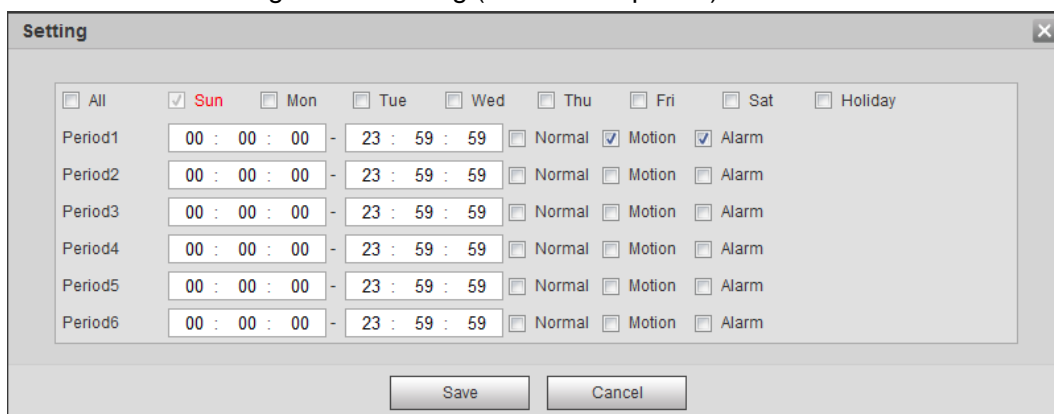 Setting
All Sun Mon Tue Wed Thu Fri Sat Holiday
Period1 00 : 00 : 00 - 23 : 59 : 59 Normal Motion Alarm
Period2 00 : 00 : 00 - 23 : 59 : 59 Normal Motion Alarm
Period3 00 : 00 : 00 - 23 : 59 : 59 Normal Motion Alarm
Period4 00 : 00 : 00 - 23 : 59 : 59 Normal Motion Alarm
Period5 00 : 00 : 00 - 23 : 59 : 59 Normal Motion Alarm
Period6 00 : 00 : 00 - 23 : 59 : 59 Normal Motion Alarm
Save Cancel